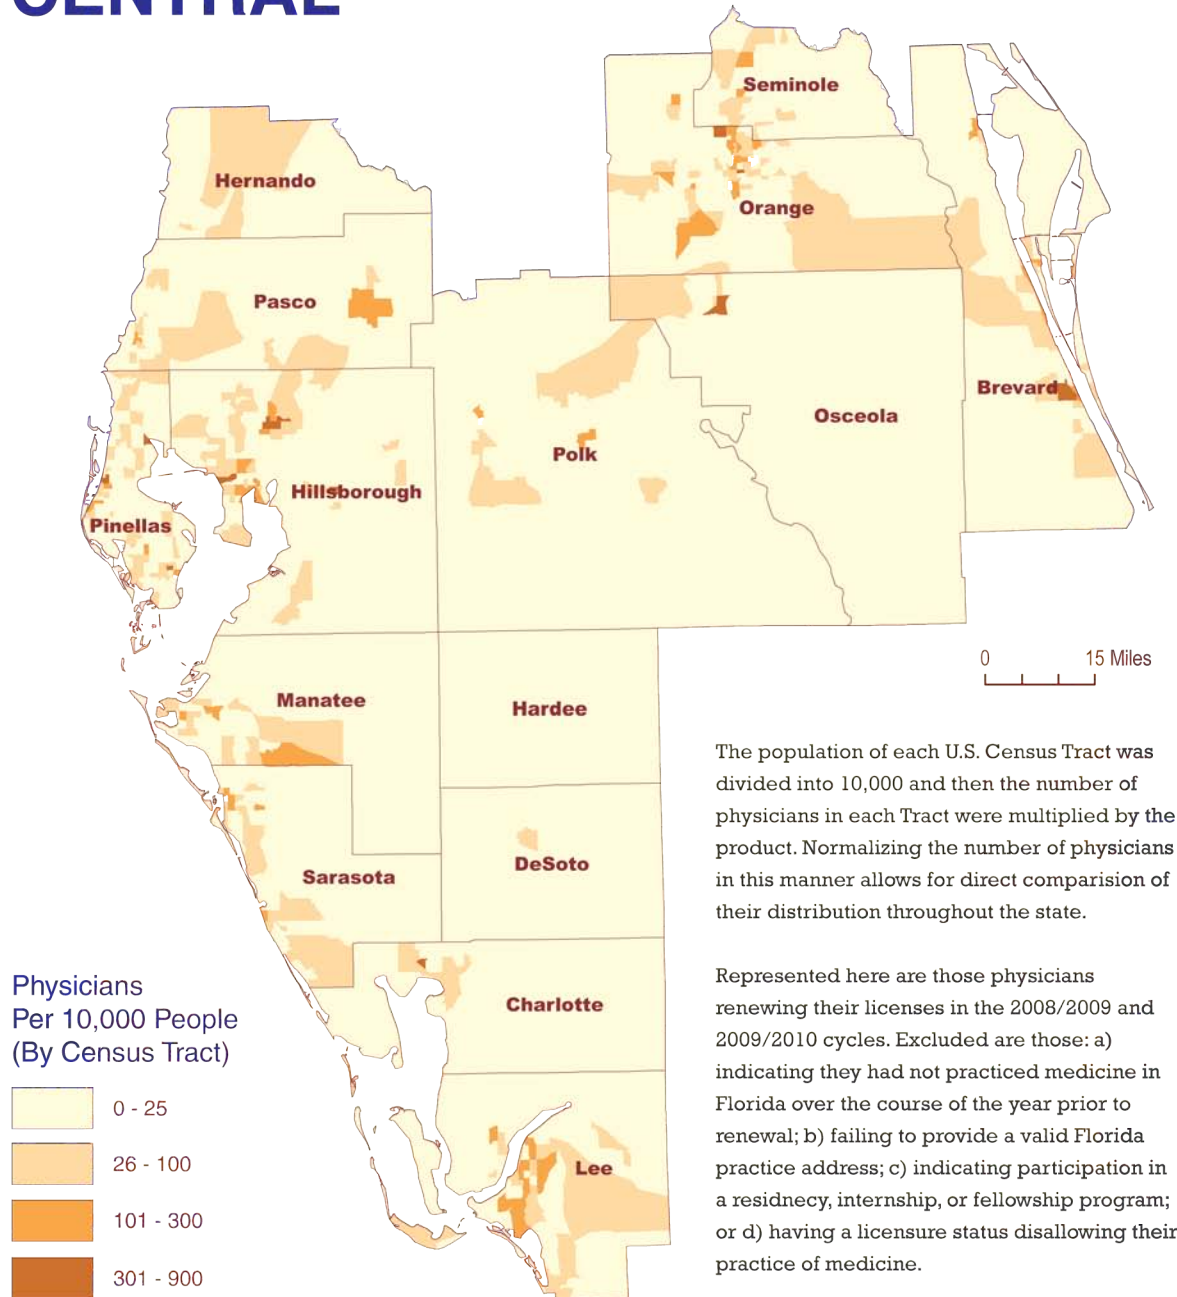 CENTRAL
Seminole
Hernando
Orange
Pasco
Brevard
Osceola
Polk
Hillsborough
Pinellas
0 15 Miles
Manatee
Hardee
The population of each U.S. Census Tract was
divided into 10,000 and then the number of
physicians in each Tract were multiplied by the
product. Normalizing the number of physicians
in this manner allows for direct comparision of
their distribution throughout the state.
DeSoto
Sarasota
Represented here are those physicians
renewing their licenses in the 2008/2009 and
2009/2010 cycles. Excluded are those: a)
indicating they had not practiced medicine in
Florida over the course of the year prior to
renewal; b) failing to provide a valid Florida
practice address; c) indicating participation in
a residnecy, internship, or fellowship program;
or d) having a licensure status disallowing their
practice of medicine.
Charlotte
Lee
Physicians
Per 10,000 People
(By Census Tract)
0 - 25
26 - 100
101 - 300
301 - 900